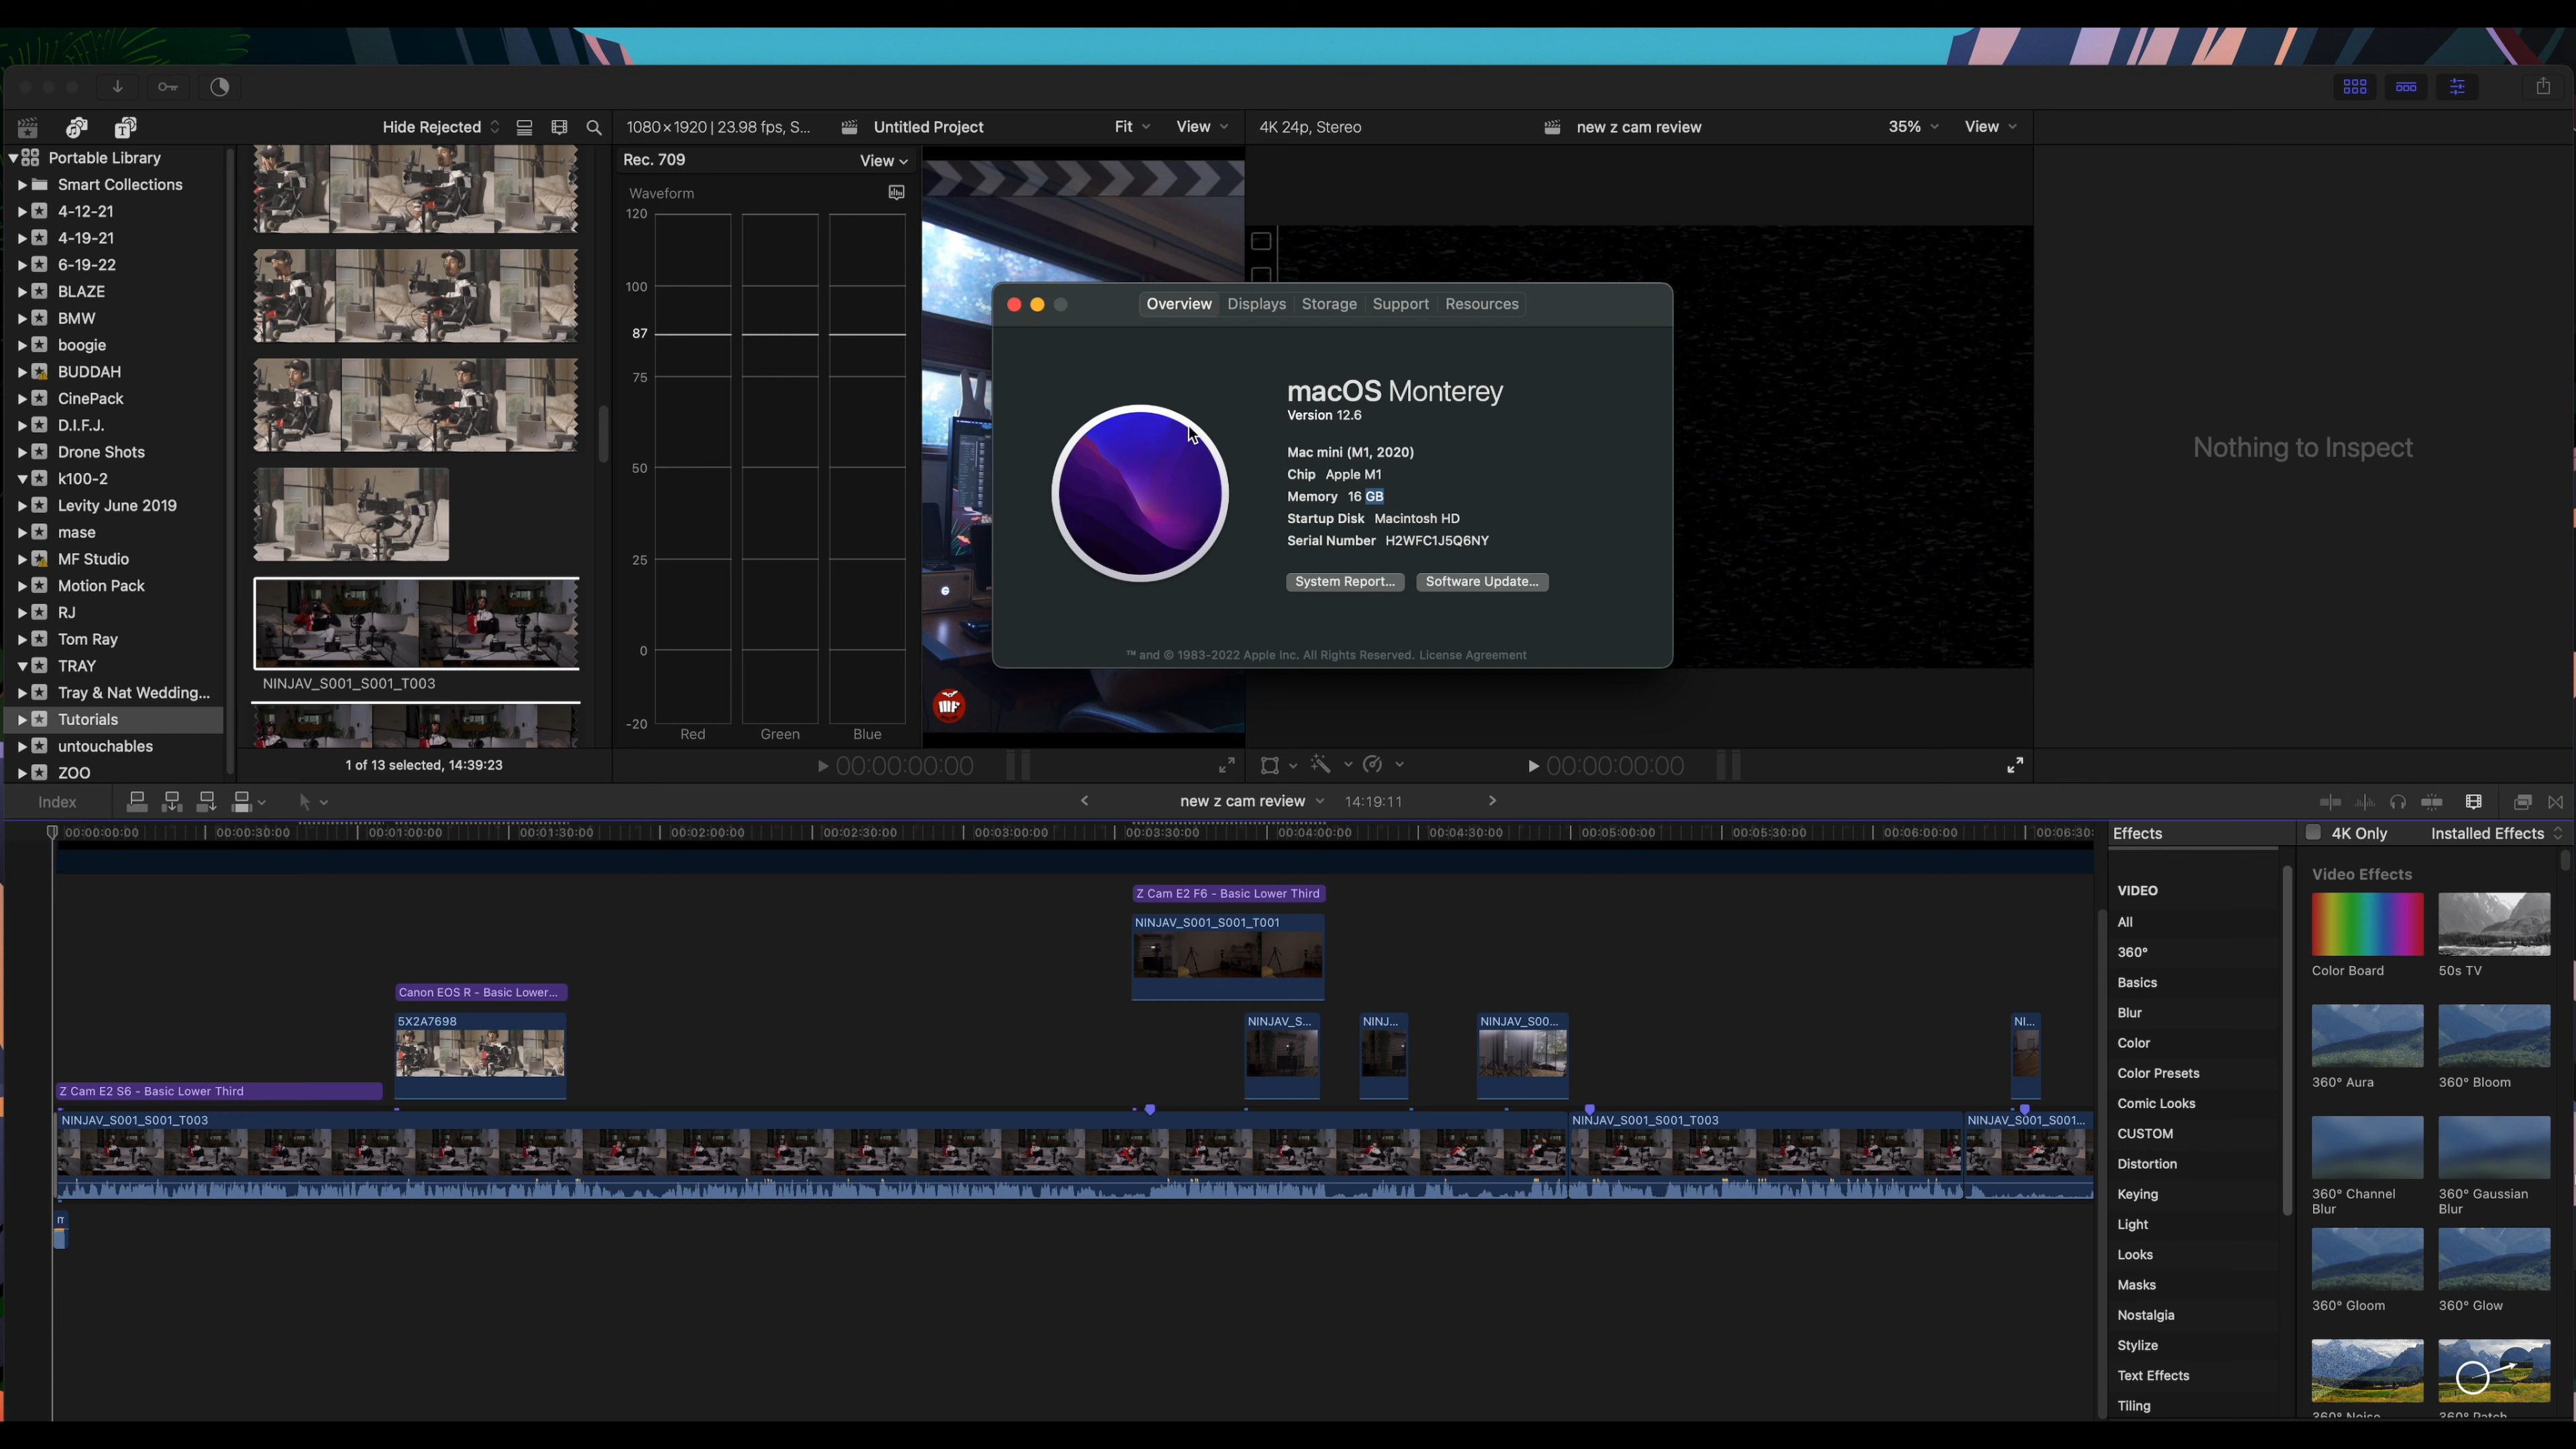 Hide Rejected
1080 × 1920 | 23.98 fps, S...
Untitled Project
Fit
View
4K 24p, Stereo
new z cam review
35%
View
Portable Library
Smart Collections
4-12-21
4-19-21
6-19-22
BLAZE
BMW
boogie
BUDDAH
CinePack
D.I.F.J.
Drone Shots
k100-2
Levity June 2019
mase
MF Studio
Motion Pack
RJ
Tom Ray
TRAY
Tray & Nat Wedding...
Tutorials
untouchables
ZOO
NINJAV_S001_S001_T003
1 of 13 selected, 14:39:23
Rec. 709
View
Waveform
120
100
87
75
50
25
0
-20
Red
Green
Blue
MF
00:00:00:00
Overview
Displays
Storage
Support
Resources
macOS Monterey
Version 12.6
Mac mini (M1, 2020)
Chip Apple M1
Memory 16 GB
Startup Disk Macintosh HD
Serial Number H2WFC1J5Q6NY
System Report...
Software Update...
™ and © 1983-2022 Apple Inc. All Rights Reserved. License Agreement
00:00:00:00
Nothing to Inspect
Index
new z cam review
14:19:11
00:00:00:00
00:00:30:00
00:01:00:00
00:01:30:00
00:02:00:00
00:02:30:00
00:03:00:00
00:03:30:00
00:04:00:00
00:04:30:00
00:05:00:00
00:05:30:00
00:06:00:00
00:06:30:
Z Cam E2 F6 - Basic Lower Third
NINJAV_S001_S001_T001
Canon EOS R - Basic Lower...
5X2A7698
NINJAV_S...
NINJ...
NINJAV_S00...
NI...
Z Cam E2 S6 - Basic Lower Third
NINJAV_S001_S001_T003
NINJAV_S001_S001_T003
NINJAV_S001_S001...
Effects
4K Only
Installed Effects
VIDEO
All
360°
Basics
Blur
Color
Color Presets
Comic Looks
CUSTOM
Distortion
Keying
Light
Looks
Masks
Nostalgia
Stylize
Text Effects
Tiling
Video Effects
Color Board
50s TV
360° Aura
360° Bloom
360° Channel Blur
360° Gaussian Blur
360° Gloom
360° Glow
360° Noise
360° Patch